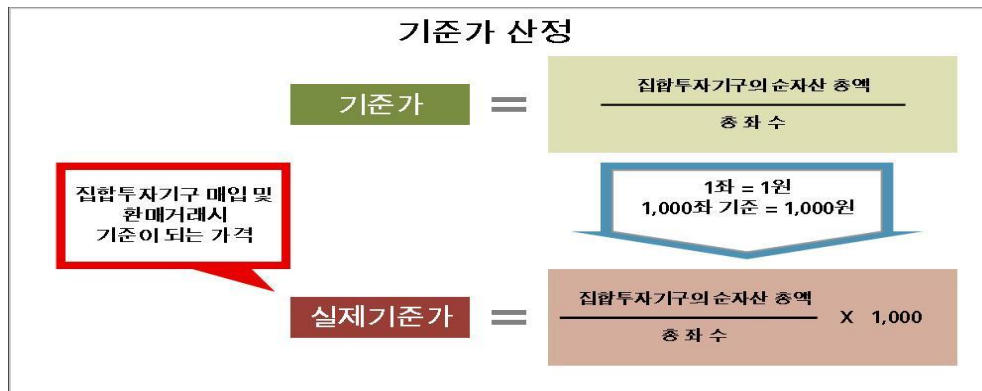 기준가 산정
기준가 = 집합투자기구의 순자산 총액
총 좌 수
집합투자기구 매입 및
환매거래시
기준이 되는 가격
1좌 = 1원
1,000좌 기준 = 1,000원
실제기준가 = 집합투자기구의 순자산 총액
총 좌 수
X 1,000